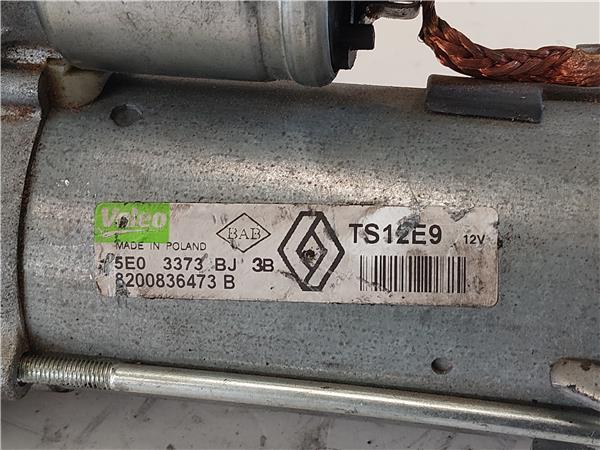 Valeo
MADE IN POLAND
BAB
TS12E9 12V
5E0 3373 BJ 3B
8200836473 B